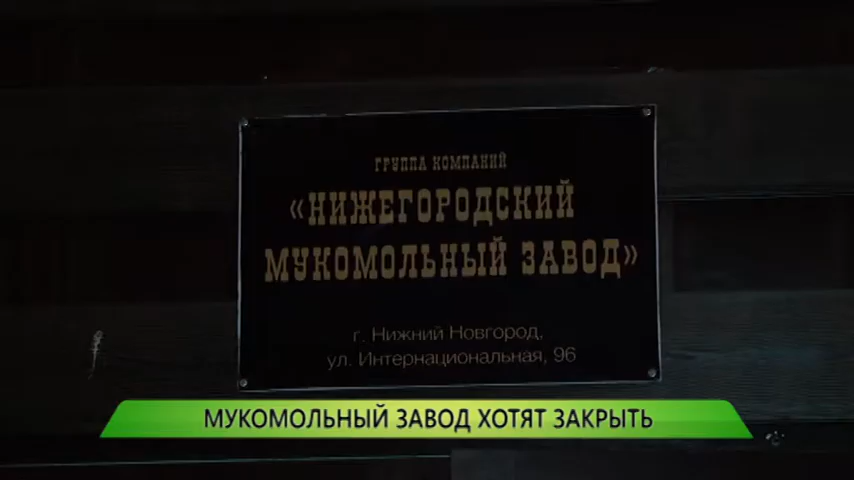 ГРУППА КОМПАНИЙ
«НИЖЕГОРОДСКИЙ
МУКОМОЛЬНЫЙ ЗАВОД»
г. Нижний Новгород,
ул. Интернациональная, 96
МУКОМОЛЬНЫЙ ЗАВОД ХОТЯТ ЗАКРЫТЬ